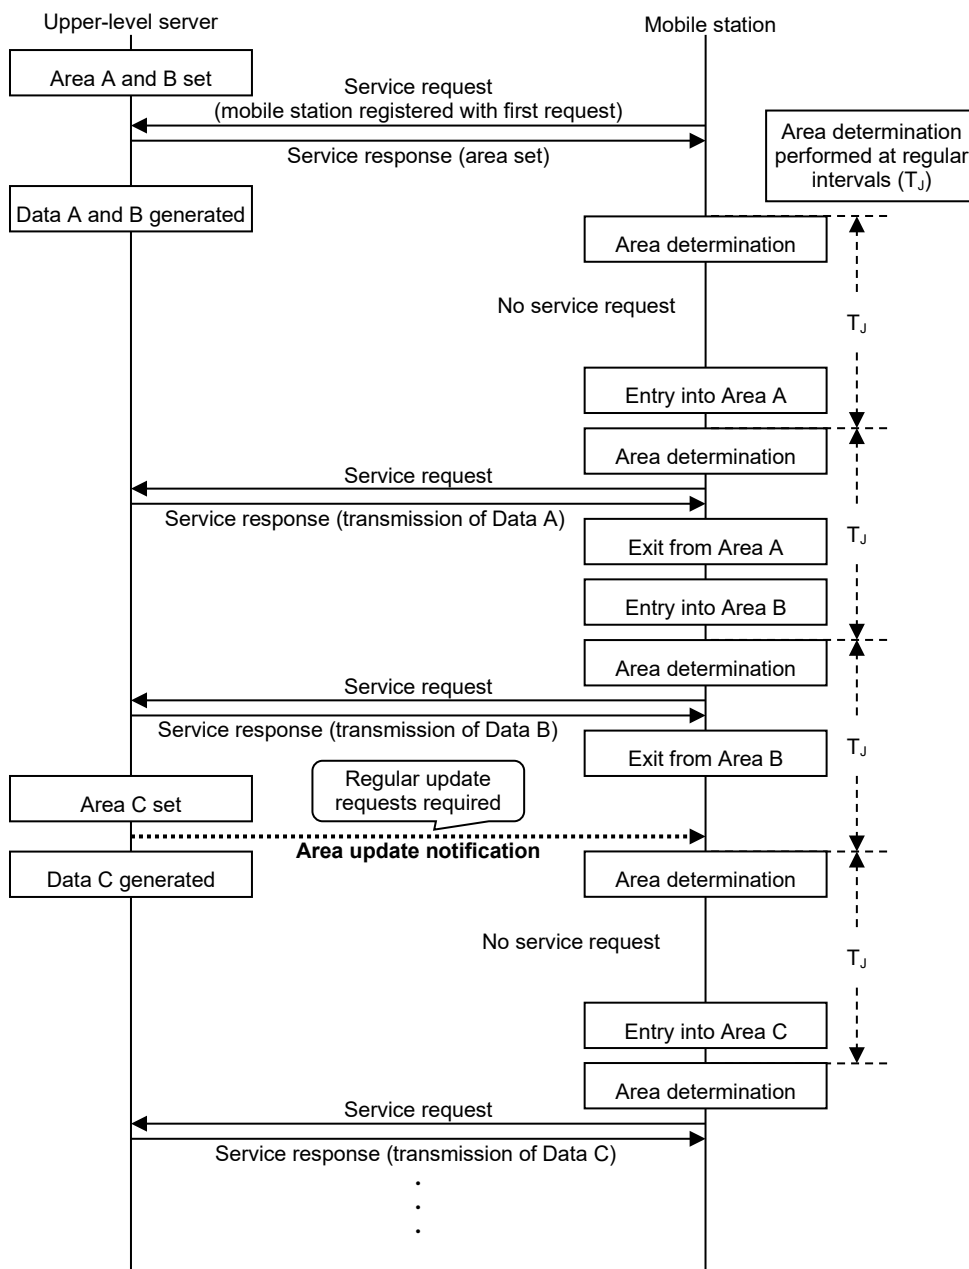 Upper-level server
Mobile station
Area A and B set
Service request
(mobile station registered with first request)
Service response (area set)
Area determination
performed at regular
intervals (TJ)
Data A and B generated
Area determination
No service request
TJ
Entry into Area A
Area determination
Service request
Service response (transmission of Data A)
Exit from Area A
TJ
Entry into Area B
Area determination
Service request
Service response (transmission of Data B)
Exit from Area B
TJ
Regular update
requests required
Area C set
Area update notification
Data C generated
Area determination
No service request
TJ
Entry into Area C
Area determination
Service request
Service response (transmission of Data C)